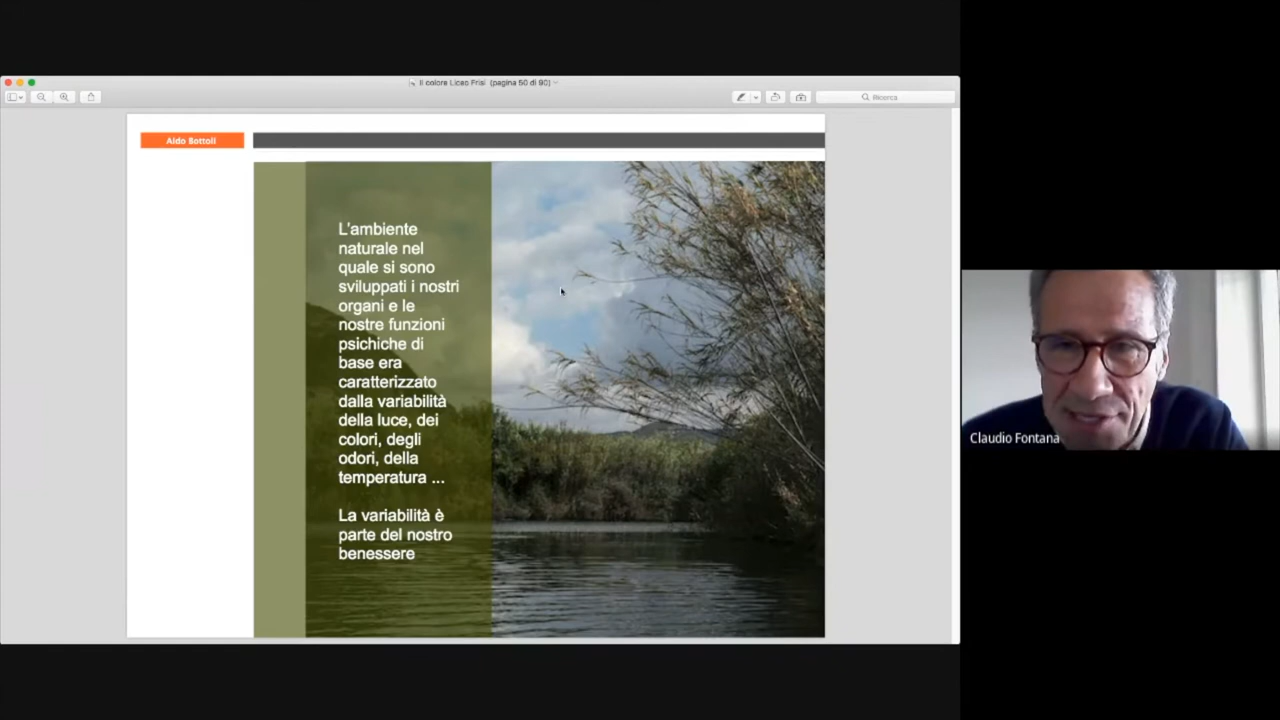 Il colore Liceo Frisi (pagina 50 di 90)
Ricerca
Aldo Bottoli
L'ambiente
naturale nel
quale si sono
sviluppati i nostri
organi e le
nostre funzioni
psichiche di
base era
caratterizzato
dalla variabilità
della luce, dei
colori, degli
odori, della
temperatura ...
La variabilità è
parte del nostro
benessere
Claudio Fontana